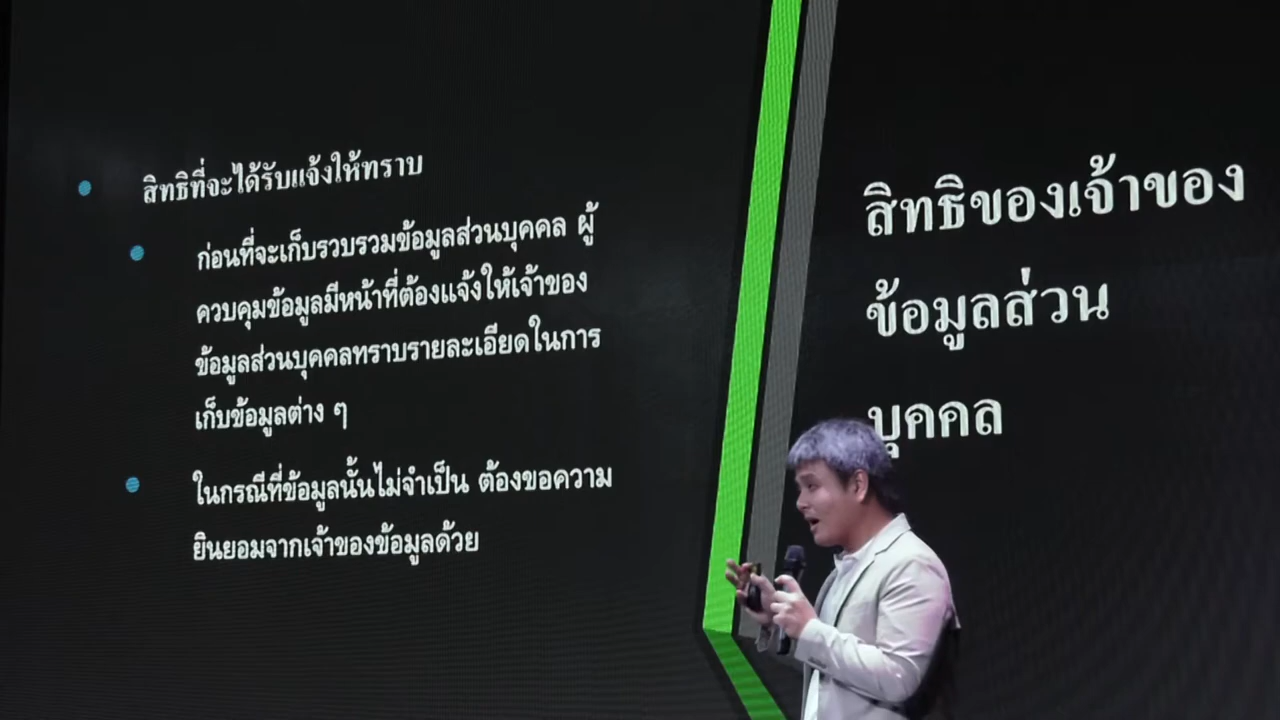 สิทธิที่จะได้รับแจ้งให้ทราบ
ก่อนที่จะเก็บรวบรวมข้อมูลส่วนบุคคล ผู้
ควบคุมข้อมูลมีหน้าที่ต้องแจ้งให้เจ้าของ
ข้อมูลส่วนบุคคลทราบรายละเอียดในการ
เก็บข้อมูลต่าง ๆ
ในกรณีที่ข้อมูลนั้นไม่จำเป็น ต้องขอความ
ยินยอมจากเจ้าของข้อมูลด้วย
สิทธิของเจ้าของ
ข้อมูลส่วน
บุคคล